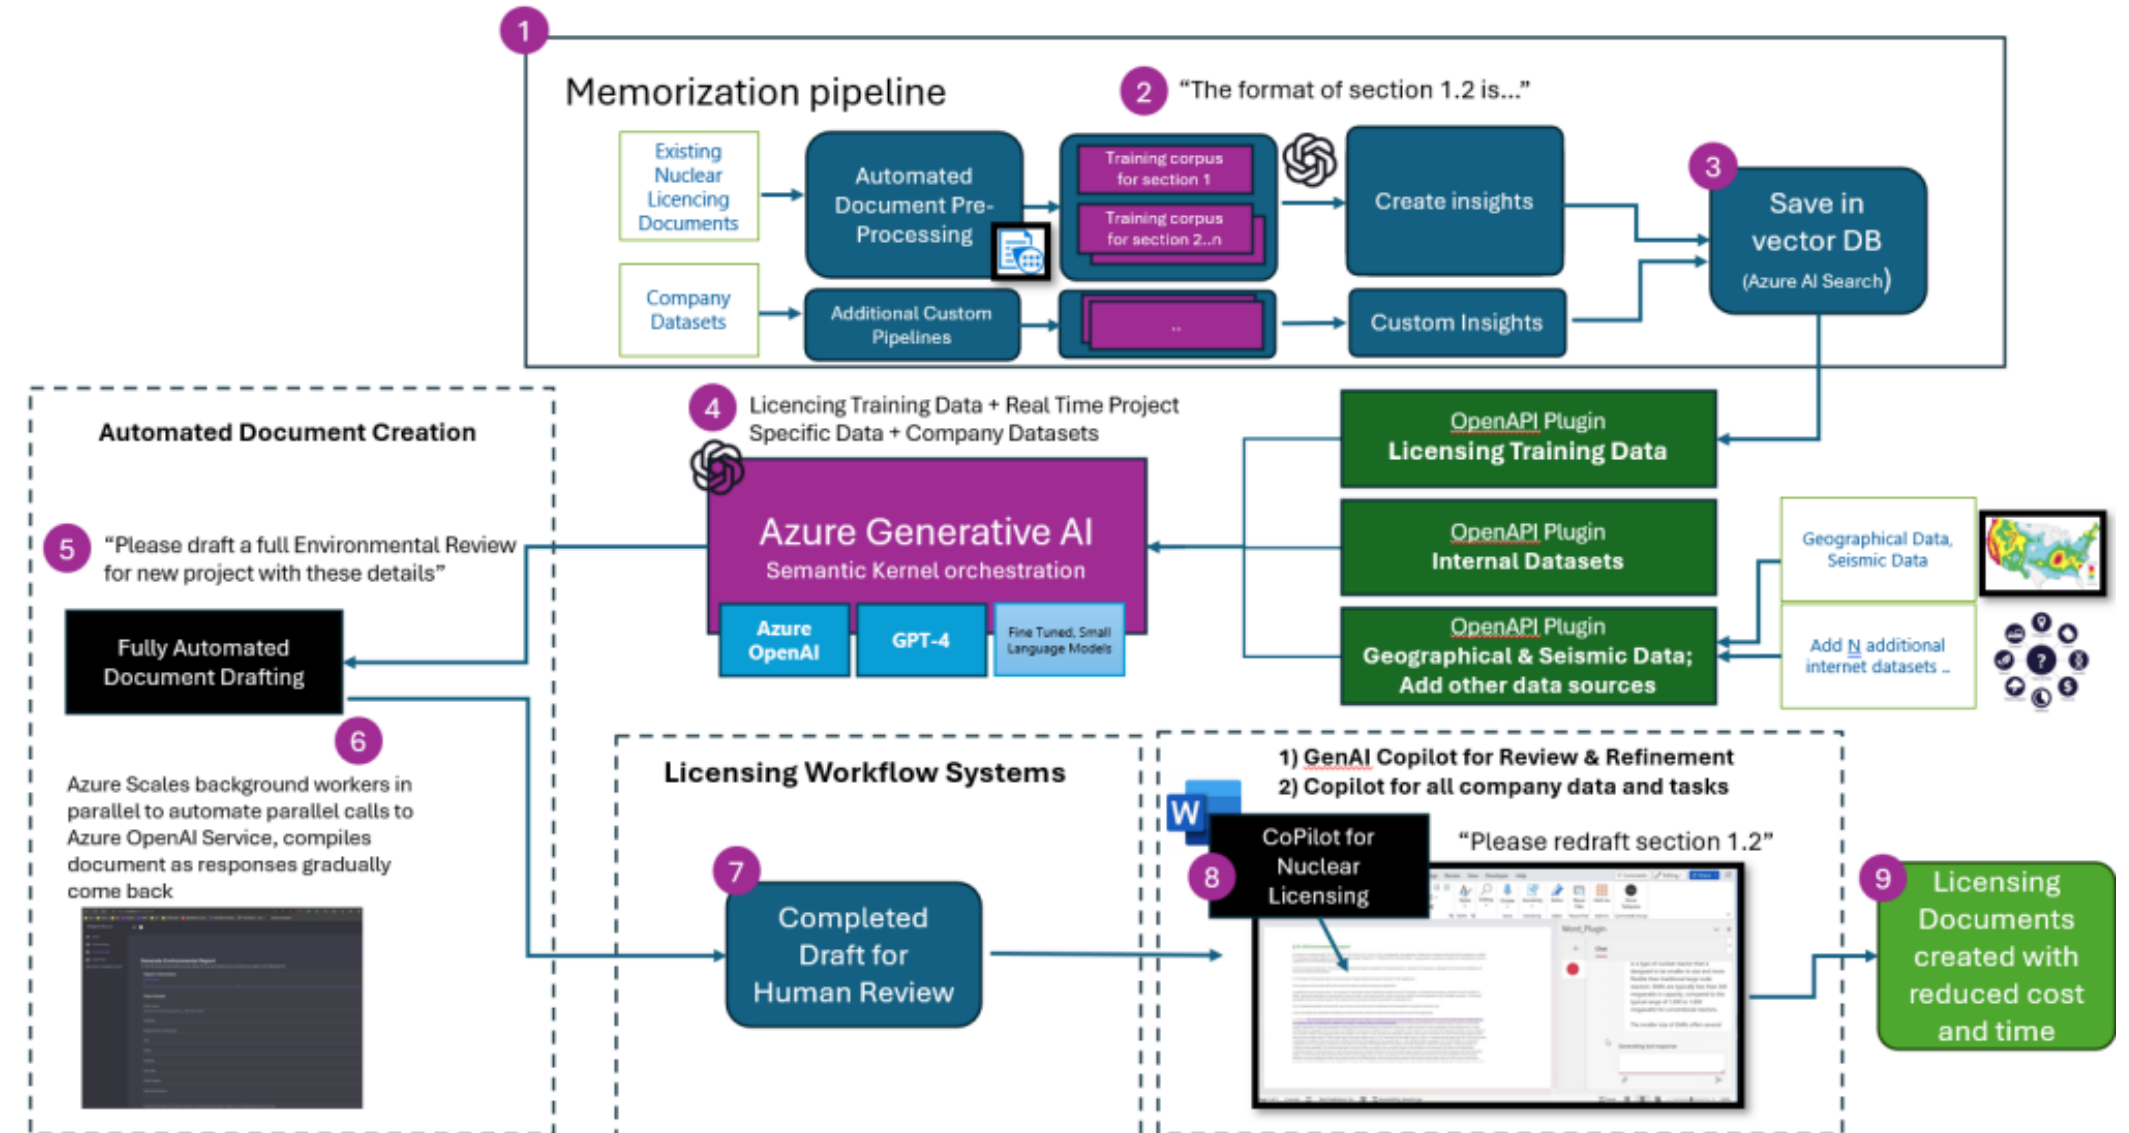 1
Memorization pipeline
2
“The format of section 1.2 is...”
Existing
Nuclear
Licencing
Documents
Automated
Document Pre-
Processing
Training corpus
for section 1
Training corpus
for section 2..n
Create insights
3
Save in
vector DB
(Azure AI Search)
Company
Datasets
Additional Custom
Pipelines
..
Custom Insights
4
Licencing Training Data + Real Time Project
Specific Data + Company Datasets
Azure Generative AI
Semantic Kernel orchestration
Azure
OpenAI
GPT-4
Fine Tuned, Small
Language Models
OpenAPI Plugin
Licensing Training Data
OpenAPI Plugin
Internal Datasets
OpenAPI Plugin
Geographical & Seismic Data;
Add other data sources
Geographical Data,
Seismic Data
Add N additional
internet datasets ..
?
$
Automated Document Creation
5
“Please draft a full Environmental Review
for new project with these details”
Fully Automated
Document Drafting
6
Azure Scales background workers in
parallel to automate parallel calls to
Azure OpenAI Service, compiles
document as responses gradually
come back
Generate Environmental Report
Licensing Workflow Systems
7
Completed
Draft for
Human Review
1) GenAI Copilot for Review & Refinement
2) Copilot for all company data and tasks
W
CoPilot for
Nuclear
Licensing
8
“Please redraft section 1.2”
Word_Plugin
Chat
9
Licensing
Documents
created with
reduced cost
and time